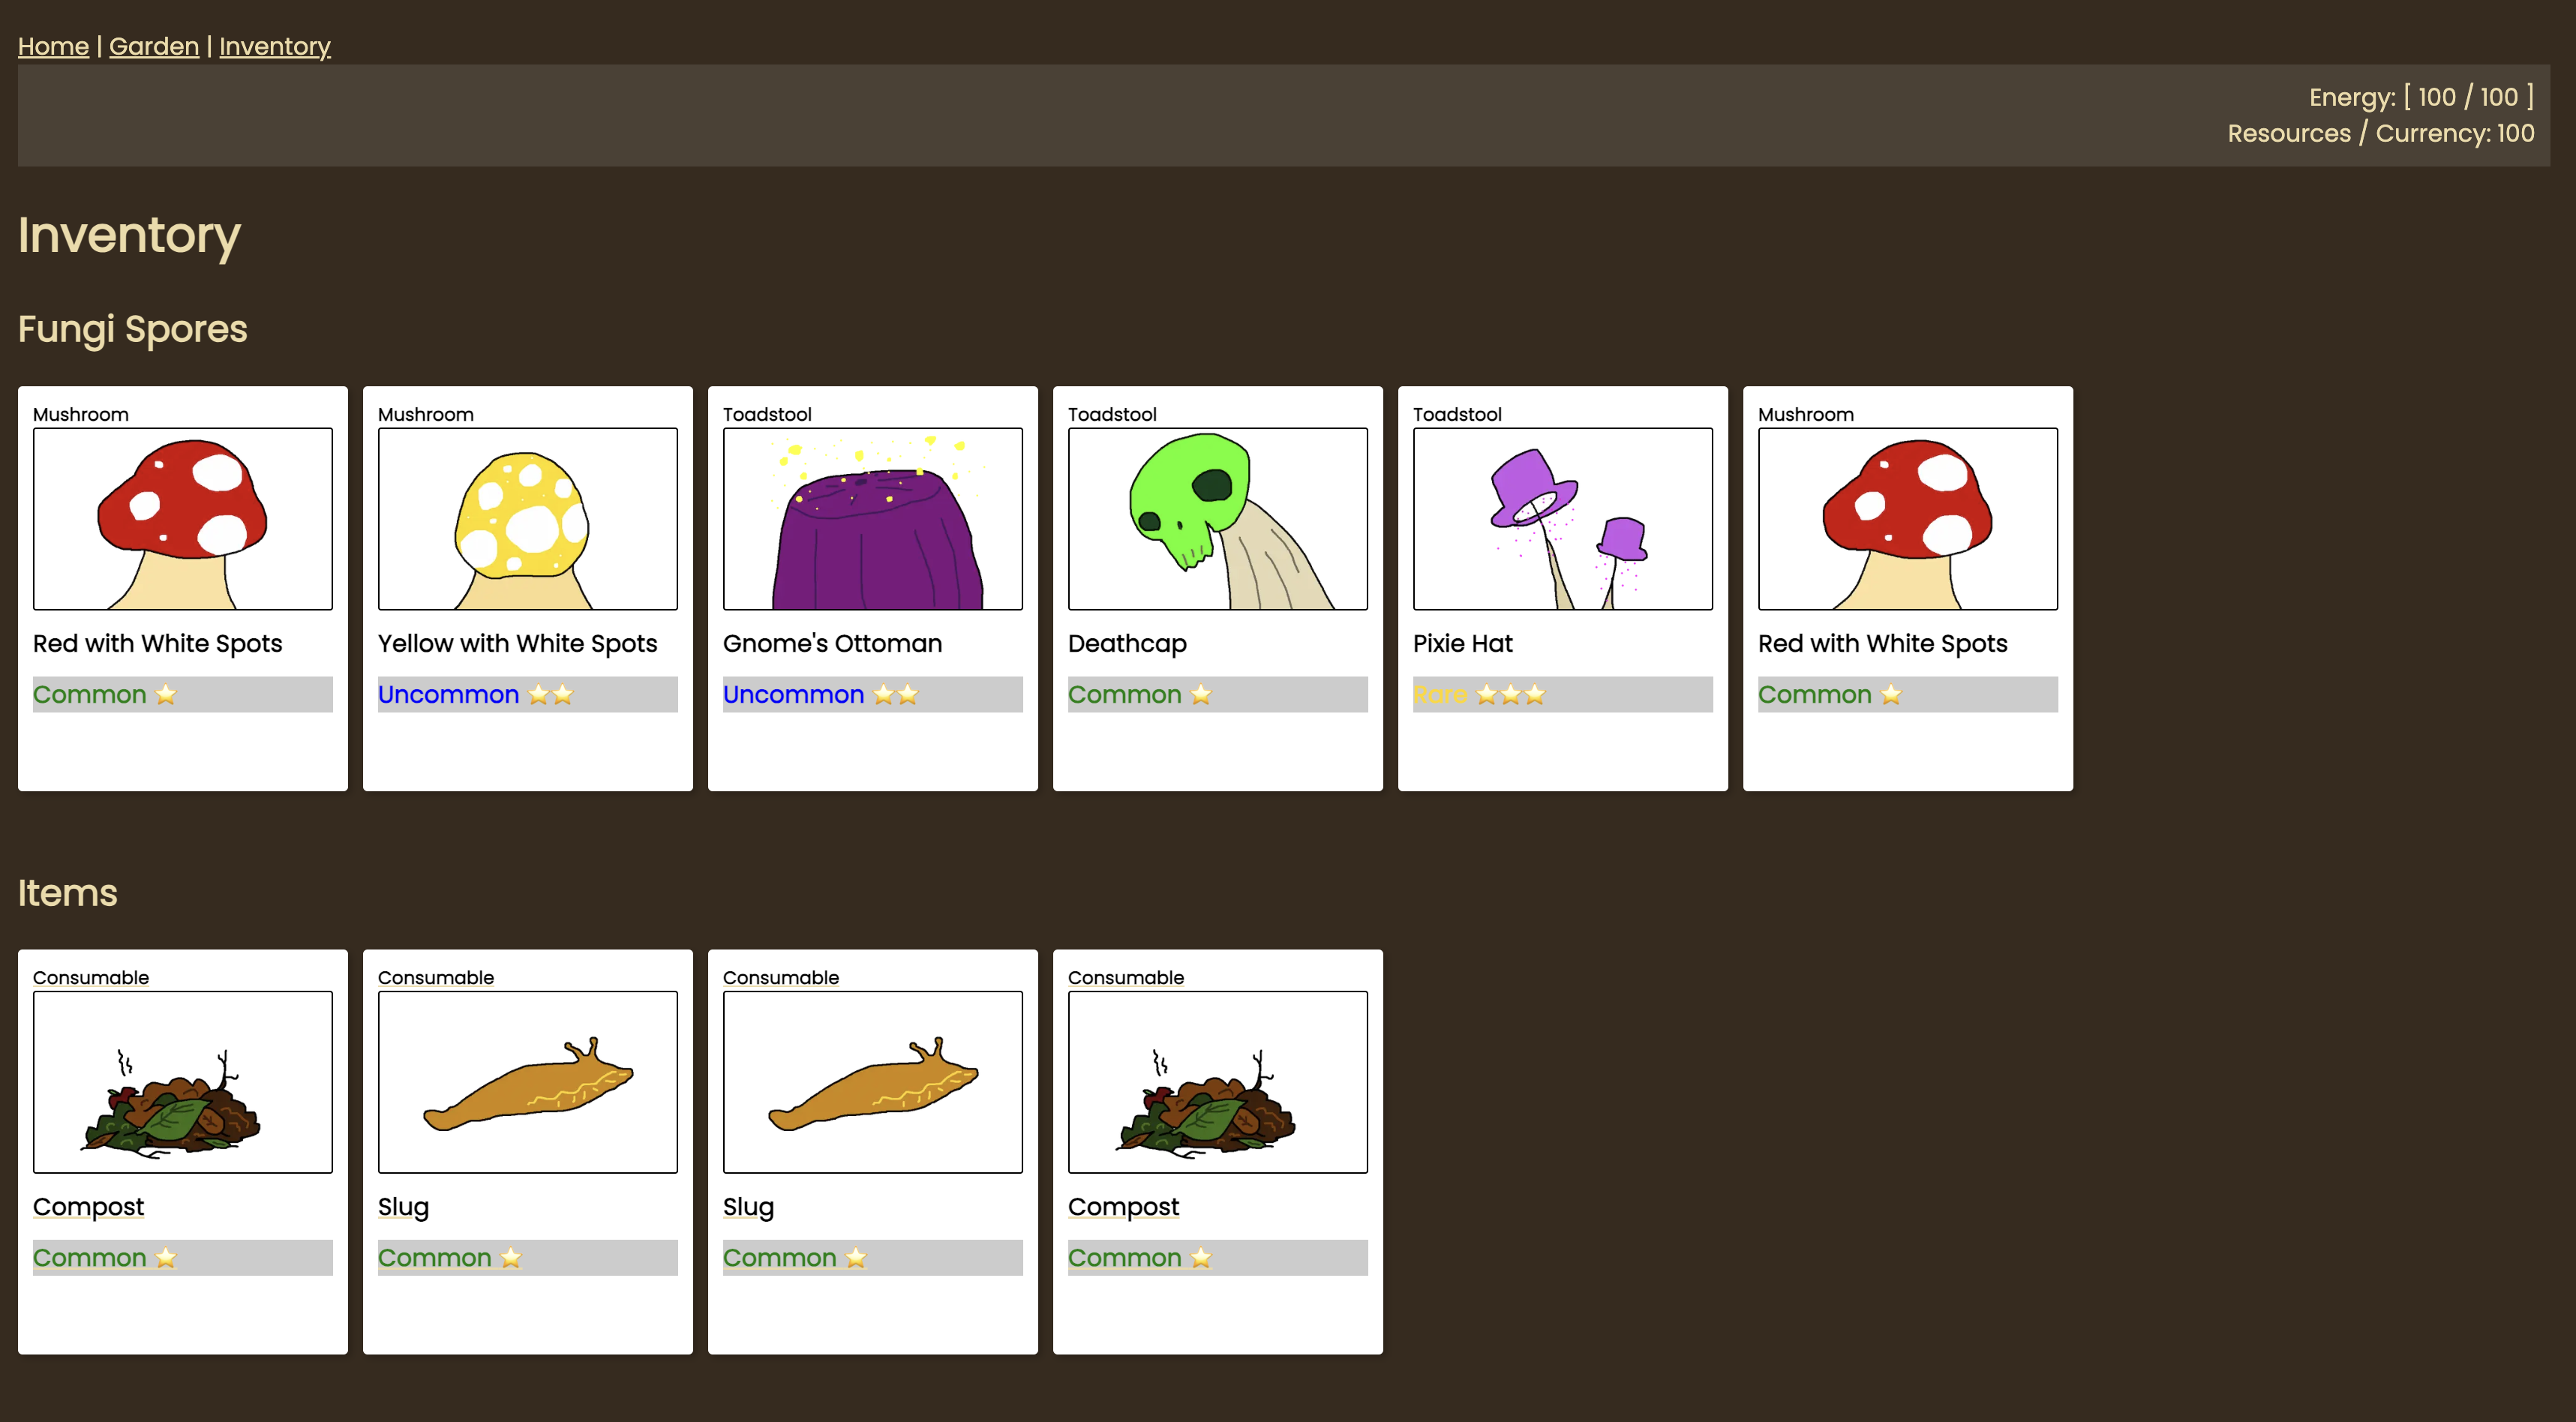 Home | Garden | Inventory
Energy: [ 100 / 100 ]
Resources / Currency: 100
Inventory
Fungi Spores
Mushroom
Red with White Spots
Common ⭐
Mushroom
Yellow with White Spots
Uncommon ⭐⭐
Toadstool
Gnome's Ottoman
Uncommon ⭐⭐
Toadstool
Deathcap
Common ⭐
Toadstool
Pixie Hat
Rare ⭐⭐⭐
Mushroom
Red with White Spots
Common ⭐
Items
Consumable
Compost
Common ⭐
Consumable
Slug
Common ⭐
Consumable
Slug
Common ⭐
Consumable
Compost
Common ⭐